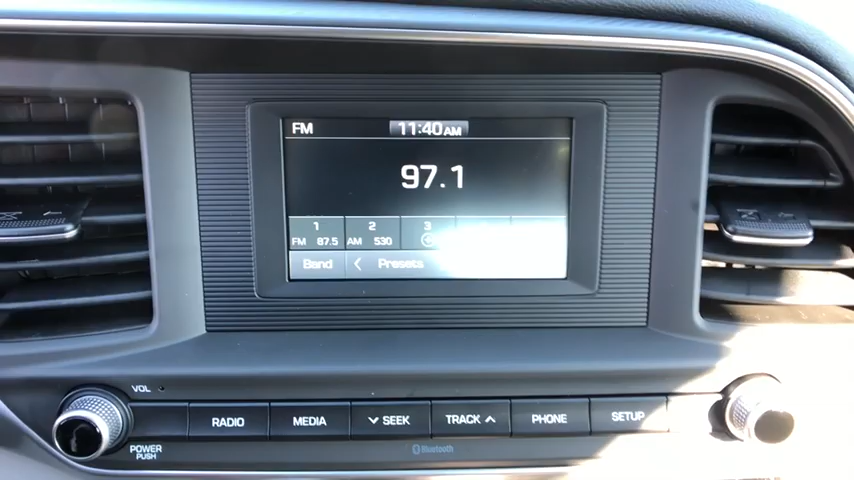 FM 11:40AM
97.1
1 2 3
FM 87.5 AM 530
Band Presets
VOL
RADIO MEDIA SEEK TRACK PHONE SETUP
POWER
PUSH
Bluetooth